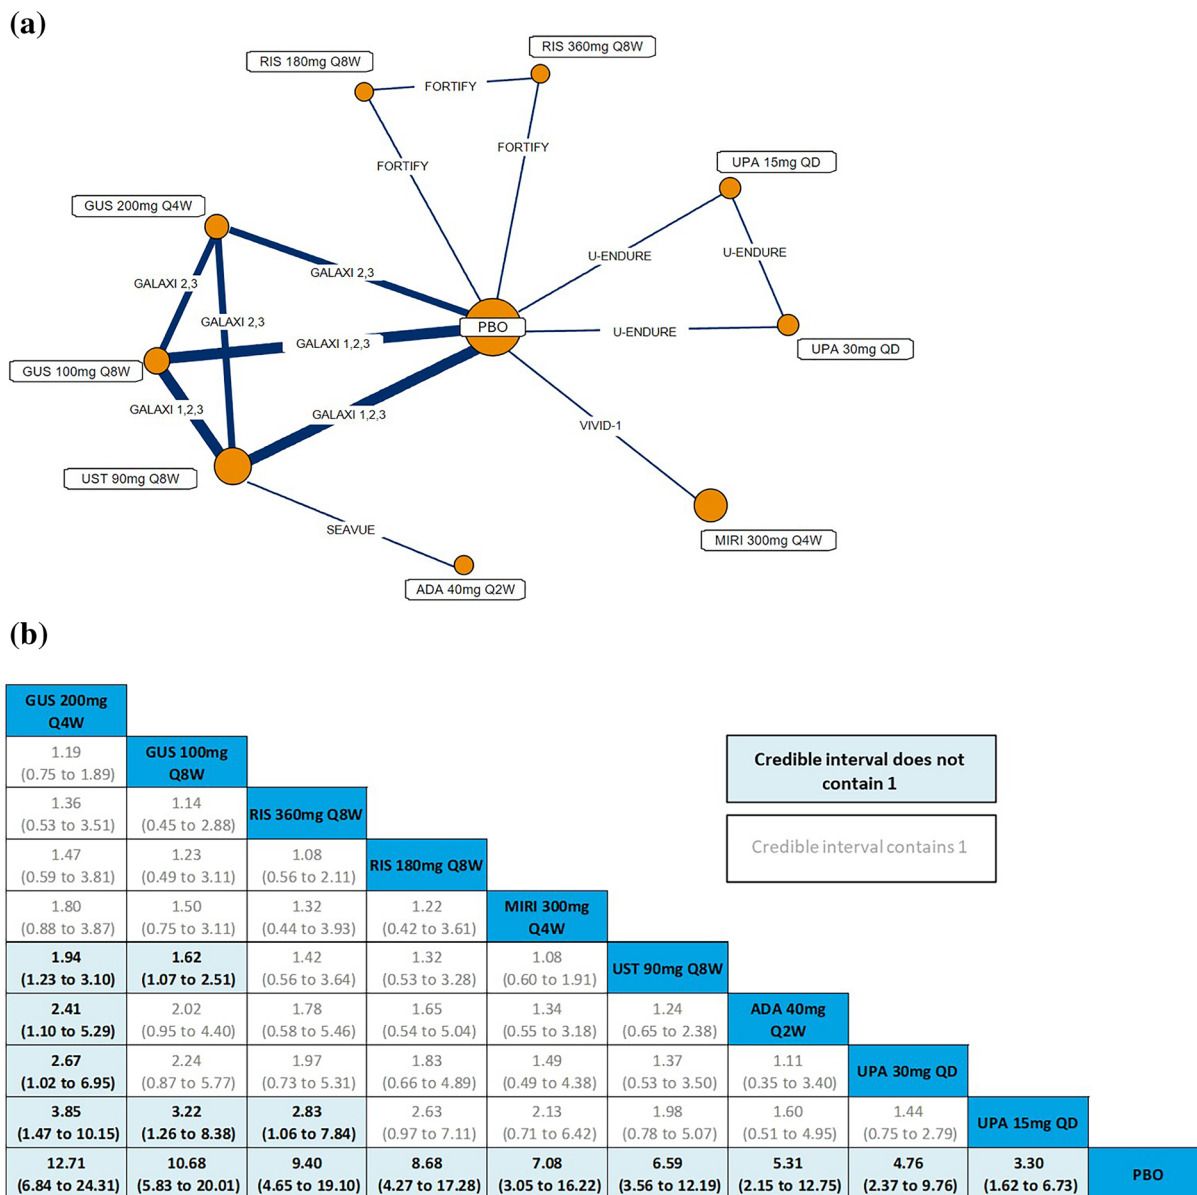 (a)
RIS 360mg Q8W
RIS 180mg Q8W
FORTIFY
FORTIFY
FORTIFY
UPA 15mg QD
GUS 200mg Q4W
U-ENDURE
U-ENDURE
GALAXI 2,3
GALAXI 2,3
GALAXI 2,3
PBO
U-ENDURE
GALAXI 1,2,3
UPA 30mg QD
GUS 100mg Q8W
GALAXI 1,2,3
GALAXI 1,2,3
VIVID-1
UST 90mg Q8W
SEAVUE
MIRI 300mg Q4W
ADA 40mg Q2W
(b)
GUS 200mg
Q4W
1.19
(0.75 to 1.89)
GUS 100mg
Q8W
Credible interval does not
contain 1
1.36
(0.53 to 3.51)
1.14
(0.45 to 2.88)
RIS 360mg Q8W
Credible interval contains 1
1.47
(0.59 to 3.81)
1.23
(0.49 to 3.11)
1.08
(0.56 to 2.11)
RIS 180mg Q8W
1.80
(0.88 to 3.87)
1.50
(0.75 to 3.11)
1.32
(0.44 to 3.93)
1.22
(0.42 to 3.61)
MIRI 300mg
Q4W
1.94
(1.23 to 3.10)
1.62
(1.07 to 2.51)
1.42
(0.56 to 3.64)
1.32
(0.53 to 3.28)
1.08
(0.60 to 1.91)
UST 90mg Q8W
2.41
(1.10 to 5.29)
2.02
(0.95 to 4.40)
1.78
(0.58 to 5.46)
1.65
(0.54 to 5.04)
1.34
(0.55 to 3.18)
1.24
(0.65 to 2.38)
ADA 40mg
Q2W
2.67
(1.02 to 6.95)
2.24
(0.87 to 5.77)
1.97
(0.73 to 5.31)
1.83
(0.66 to 4.89)
1.49
(0.49 to 4.38)
1.37
(0.53 to 3.50)
1.11
(0.35 to 3.40)
UPA 30mg QD
3.85
(1.47 to 10.15)
3.22
(1.26 to 8.38)
2.83
(1.06 to 7.84)
2.63
(0.97 to 7.11)
2.13
(0.71 to 6.42)
1.98
(0.78 to 5.07)
1.60
(0.51 to 4.95)
1.44
(0.75 to 2.79)
UPA 15mg QD
12.71
(6.84 to 24.31)
10.68
(5.83 to 20.01)
9.40
(4.65 to 19.10)
8.68
(4.27 to 17.28)
7.08
(3.05 to 16.22)
6.59
(3.56 to 12.19)
5.31
(2.15 to 12.75)
4.76
(2.37 to 9.76)
3.30
(1.62 to 6.73)
PBO